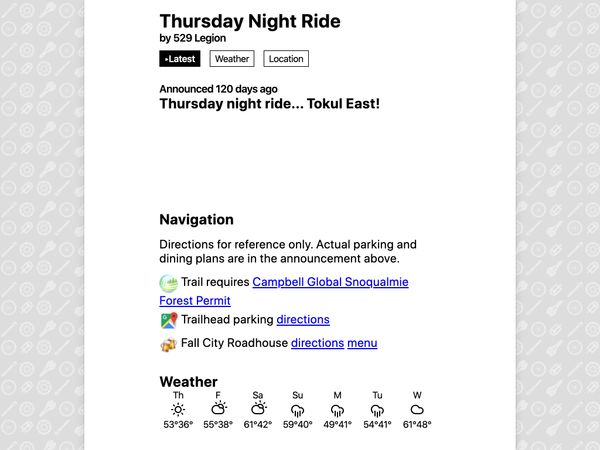 Thursday Night Ride
by 529 Legion
▸Latest Weather Location
Announced 120 days ago
Thursday night ride... Tokul East!
Navigation
Directions for reference only. Actual parking and
dining plans are in the announcement above.
Trail requires Campbell Global Snoqualmie
Forest Permit
Trailhead parking directions
Fall City Roadhouse directions menu
Weather
Th F Sa Su M Tu W
53°36° 55°38° 61°42° 59°40° 49°41° 54°41° 61°48°